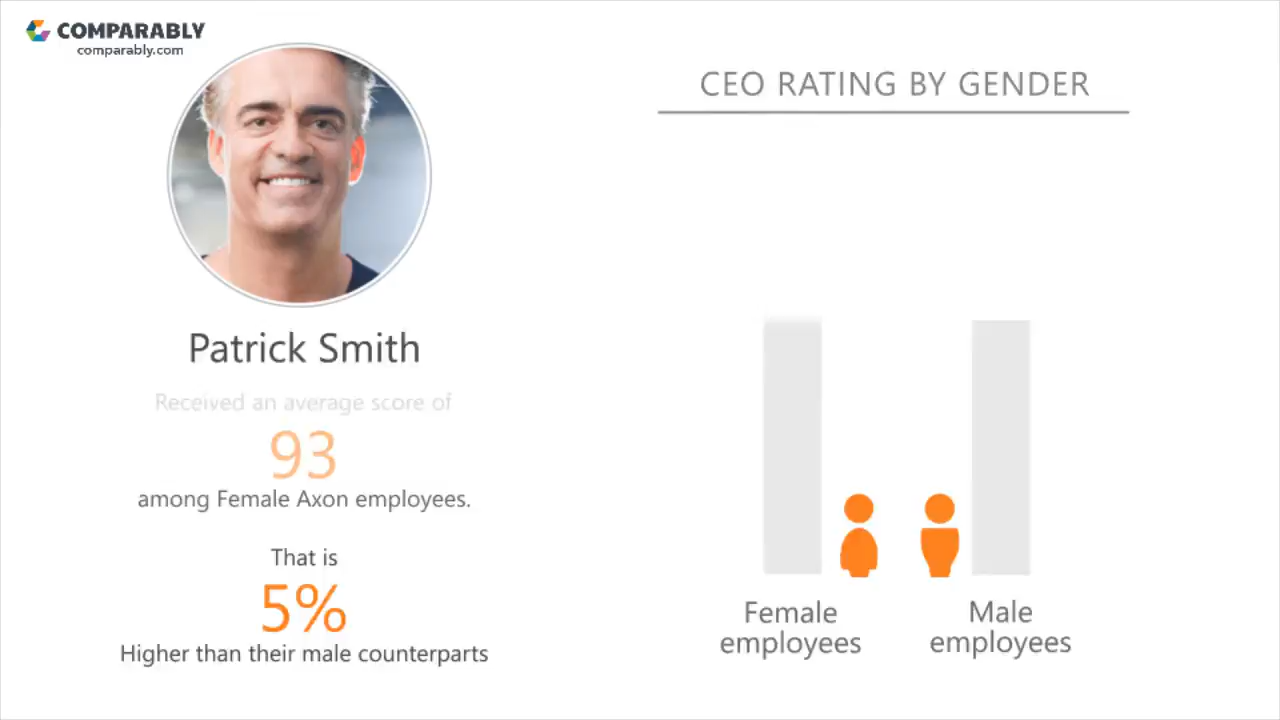 COMPARABLY
comparably.com
Patrick Smith
Received an average score of
93
among Female Axon employees.
That is
5%
Higher than their male counterparts
CEO RATING BY GENDER
Female
employees
Male
employees